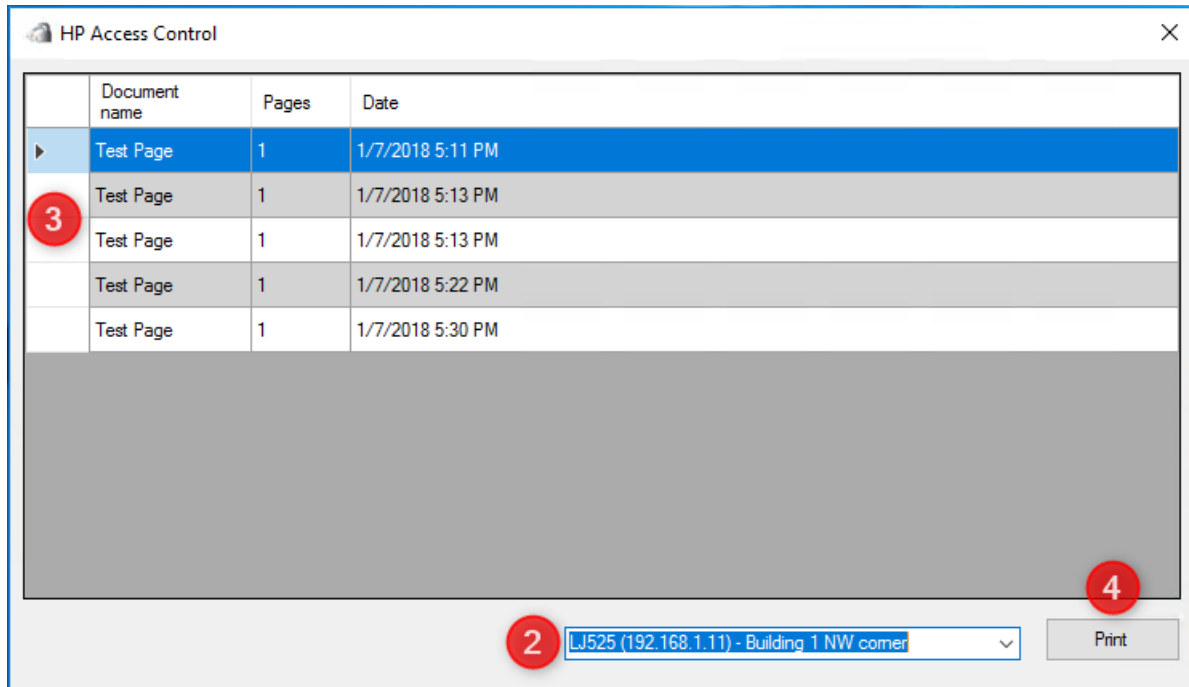 HP Access Control
Document name Pages Date
Test Page 1 1/7/2018 5:11 PM
Test Page 1 1/7/2018 5:13 PM
3
Test Page 1 1/7/2018 5:13 PM
Test Page 1 1/7/2018 5:22 PM
Test Page 1 1/7/2018 5:30 PM
4
2 LJ525 (192.168.1.11) - Building 1 NW corner Print